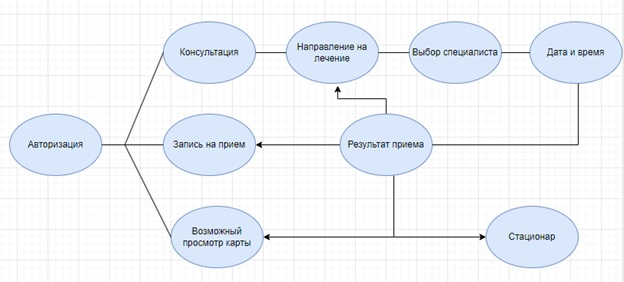 Консультация
Направление на
лечение
Выбор специалиста
Дата и время
Авторизация
Запись на прием
Результат приема
Возможный
просмотр карты
Стационар